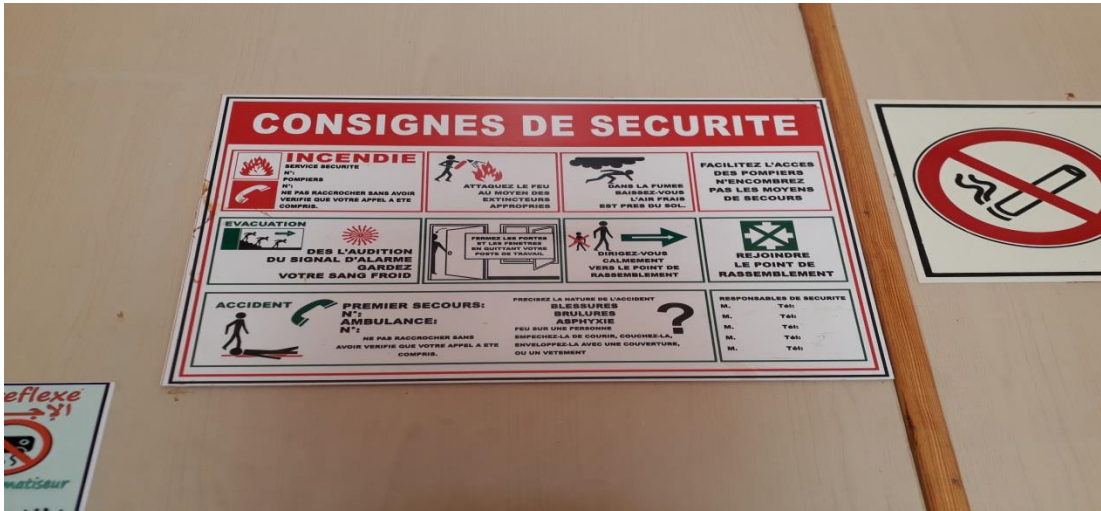 CONSIGNES DE SECURITE
INCENDIE
SERVICE SECURITE
N°:
POMPIERS
N°:
NE PAS RACCROCHER SANS AVOIR
VERIFIE QUE VOTRE APPEL A ETE
COMPRIS.
ATTAQUEZ LE FEU
AU MOYEN DES
EXTINCTEURS
APPROPRIES
DANS LA FUMEE
BAISSEZ-VOUS
L'AIR FRAIS
EST PRES DU SOL.
FACILITEZ L'ACCES
DES POMPIERS
N'ENCOMBREZ
PAS LES MOYENS
DE SECOURS
EVACUATION
DES L'AUDITION
DU SIGNAL D'ALARME
GARDEZ
VOTRE SANG FROID
FERMEZ LES PORTES
ET LES FENETRES
EN QUITTANT VOTRE
POSTE DE TRAVAIL
DIRIGEZ-VOUS
CALMEMENT
VERS LE POINT DE
RASSEMBLEMENT
REJOINDRE
LE POINT DE
RASSEMBLEMENT
ACCIDENT
PREMIER SECOURS:
N°:
AMBULANCE:
N°:
NE PAS RACCROCHER SANS
AVOIR VERIFIE QUE VOTRE APPEL A ETE
COMPRIS.
PRECISEZ LA NATURE DE L'ACCIDENT
BLESSURES
BRULURES
ASPHYXIE
FEU SUR UNE PERSONNE
EMPECHEZ-LA DE COURIR, COUCHEZ-LA,
ENVELOPPEZ-LA AVEC UNE COUVERTURE,
OU UN VETEMENT
?
RESPONSABLES DE SECURITE
M. Tél:
M. Tél:
M. Tél:
M. Tél:
M. Tél:
eflexe
matiseur